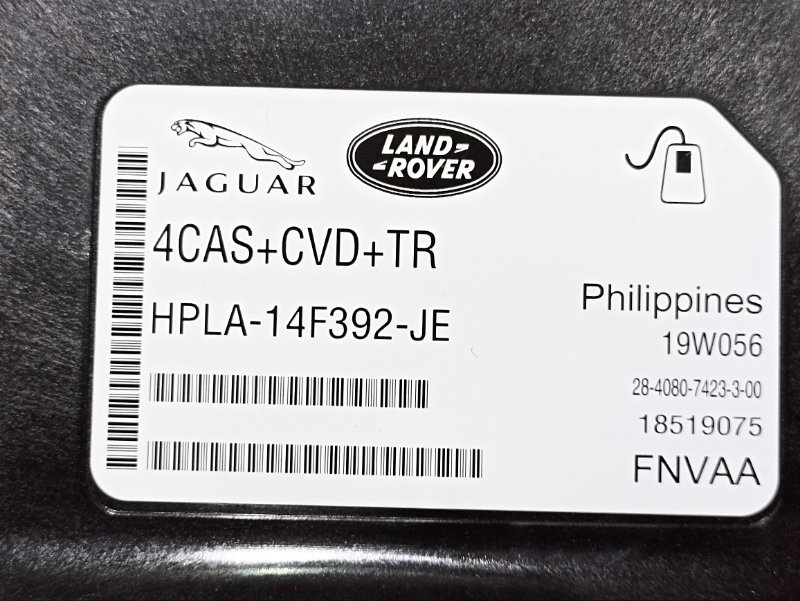 JAGUAR
LAND-
-ROVER
4CAS+CVD+TR
HPLA-14F392-JE
Philippines
19W056
28-4080-7423-3-00
18519075
FNVAA